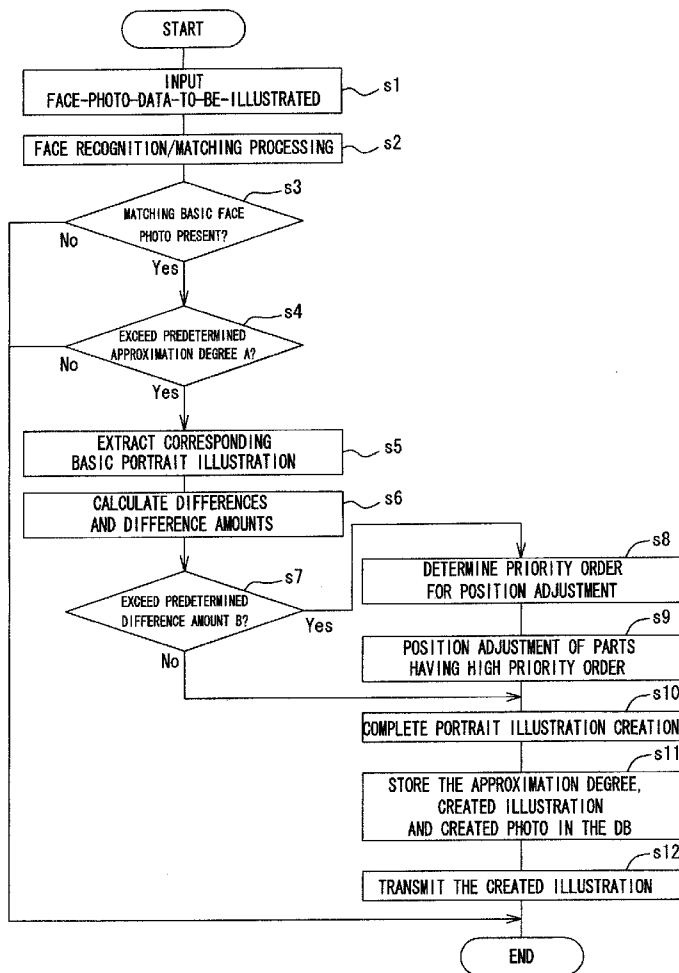 START
INPUT
FACE-PHOTO-DATA-TO-BE-ILLUSTRATED
s1
FACE RECOGNITION/MATCHING PROCESSING
s2
s3
MATCHING BASIC FACE
PHOTO PRESENT?
No
Yes
s4
EXCEED PREDETERMINED
APPROXIMATION DEGREE A?
No
Yes
EXTRACT CORRESPONDING
BASIC PORTRAIT ILLUSTRATION
s5
CALCULATE DIFFERENCES
AND DIFFERENCE AMOUNTS
s6
s7
EXCEED PREDETERMINED
DIFFERENCE AMOUNT B?
Yes
No
s8
DETERMINE PRIORITY ORDER
FOR POSITION ADJUSTMENT
s9
POSITION ADJUSTMENT OF PARTS
HAVING HIGH PRIORITY ORDER
s10
COMPLETE PORTRAIT ILLUSTRATION CREATION
s11
STORE THE APPROXIMATION DEGREE,
CREATED ILLUSTRATION
AND CREATED PHOTO IN THE DB
s12
TRANSMIT THE CREATED ILLUSTRATION
END